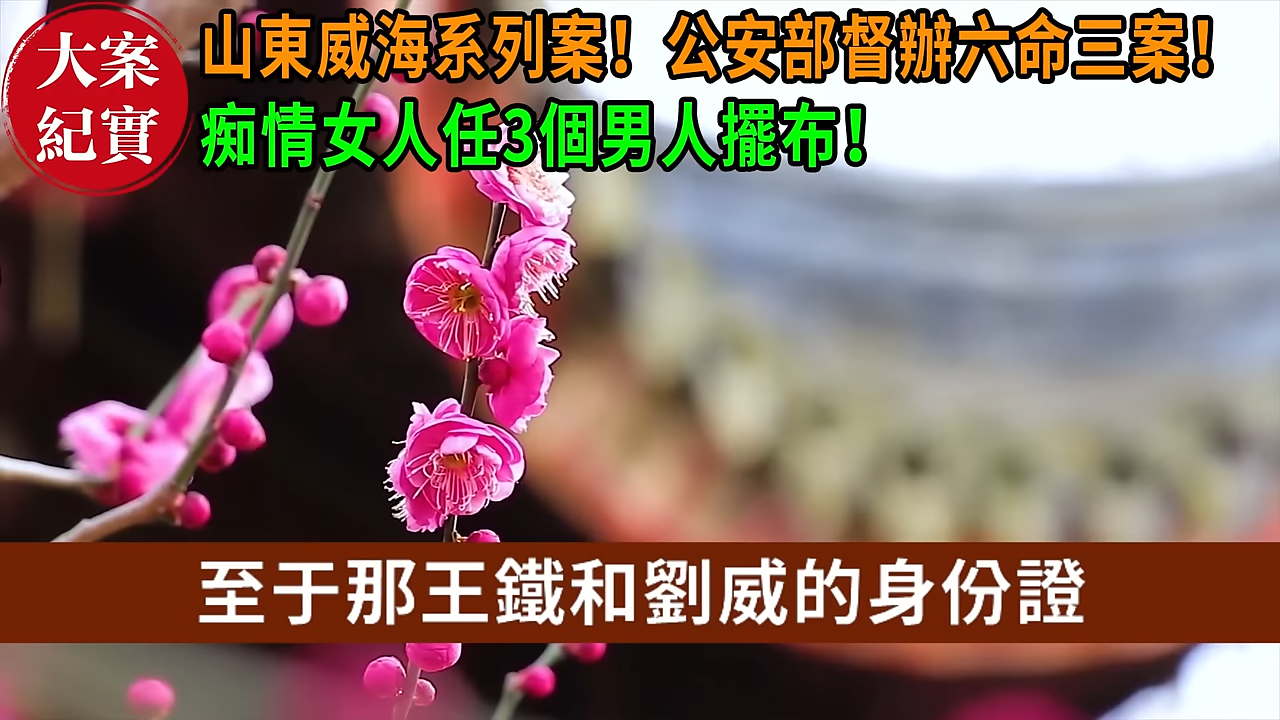 大案
紀實
山東威海系列案！公安部督辦六命三案！
痴情女人任3個男人擺布！
至于那王鐵和劉威的身份證